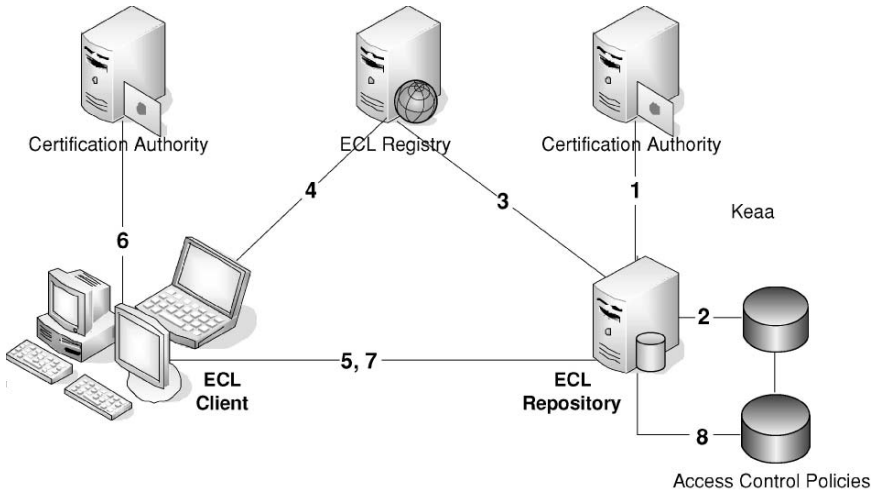 Certification Authority
ECL Registry
Certification Authority
4
3
1
Keaa
6
2
5, 7
ECL
Client
ECL
Repository
8
Access Control Policies